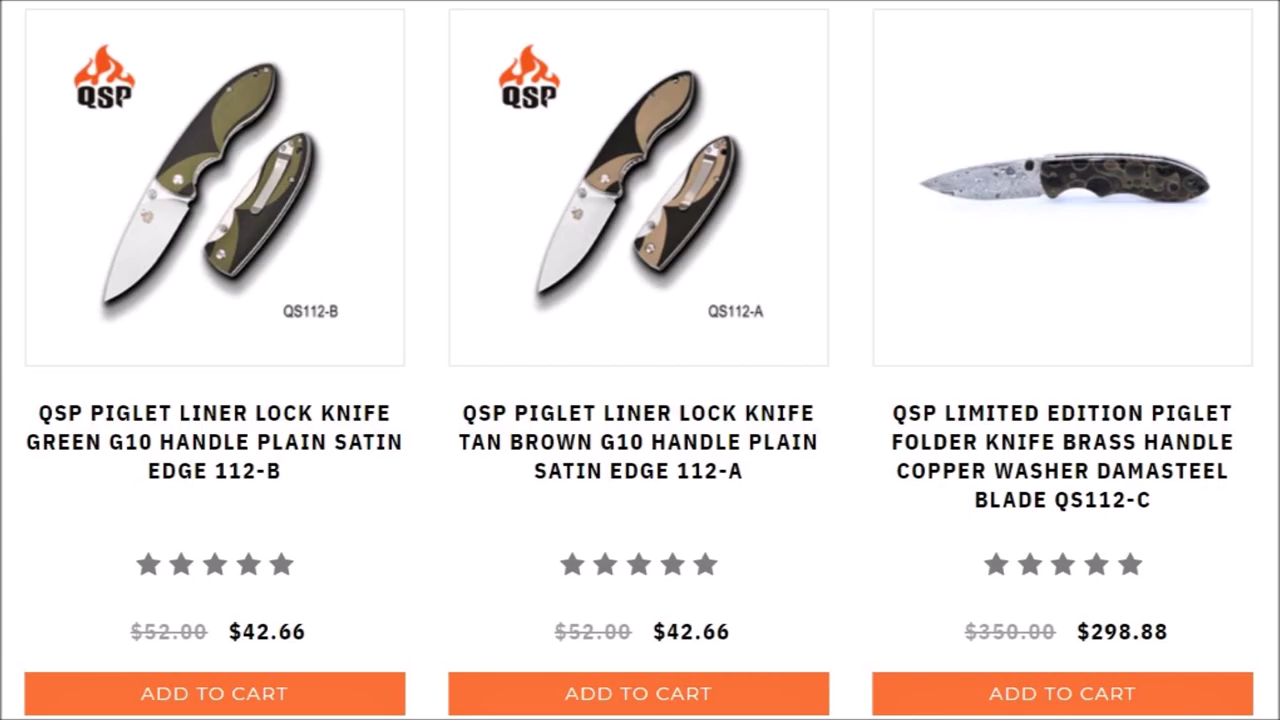 QSP
QS112-B
QSP
QS112-A
QSP PIGLET LINER LOCK KNIFE
GREEN G10 HANDLE PLAIN SATIN
EDGE 112-B
QSP PIGLET LINER LOCK KNIFE
TAN BROWN G10 HANDLE PLAIN
SATIN EDGE 112-A
QSP LIMITED EDITION PIGLET
FOLDER KNIFE BRASS HANDLE
COPPER WASHER DAMASTEEL
BLADE QS112-C
$52.00 $42.66
$52.00 $42.66
$350.00 $298.88
ADD TO CART
ADD TO CART
ADD TO CART